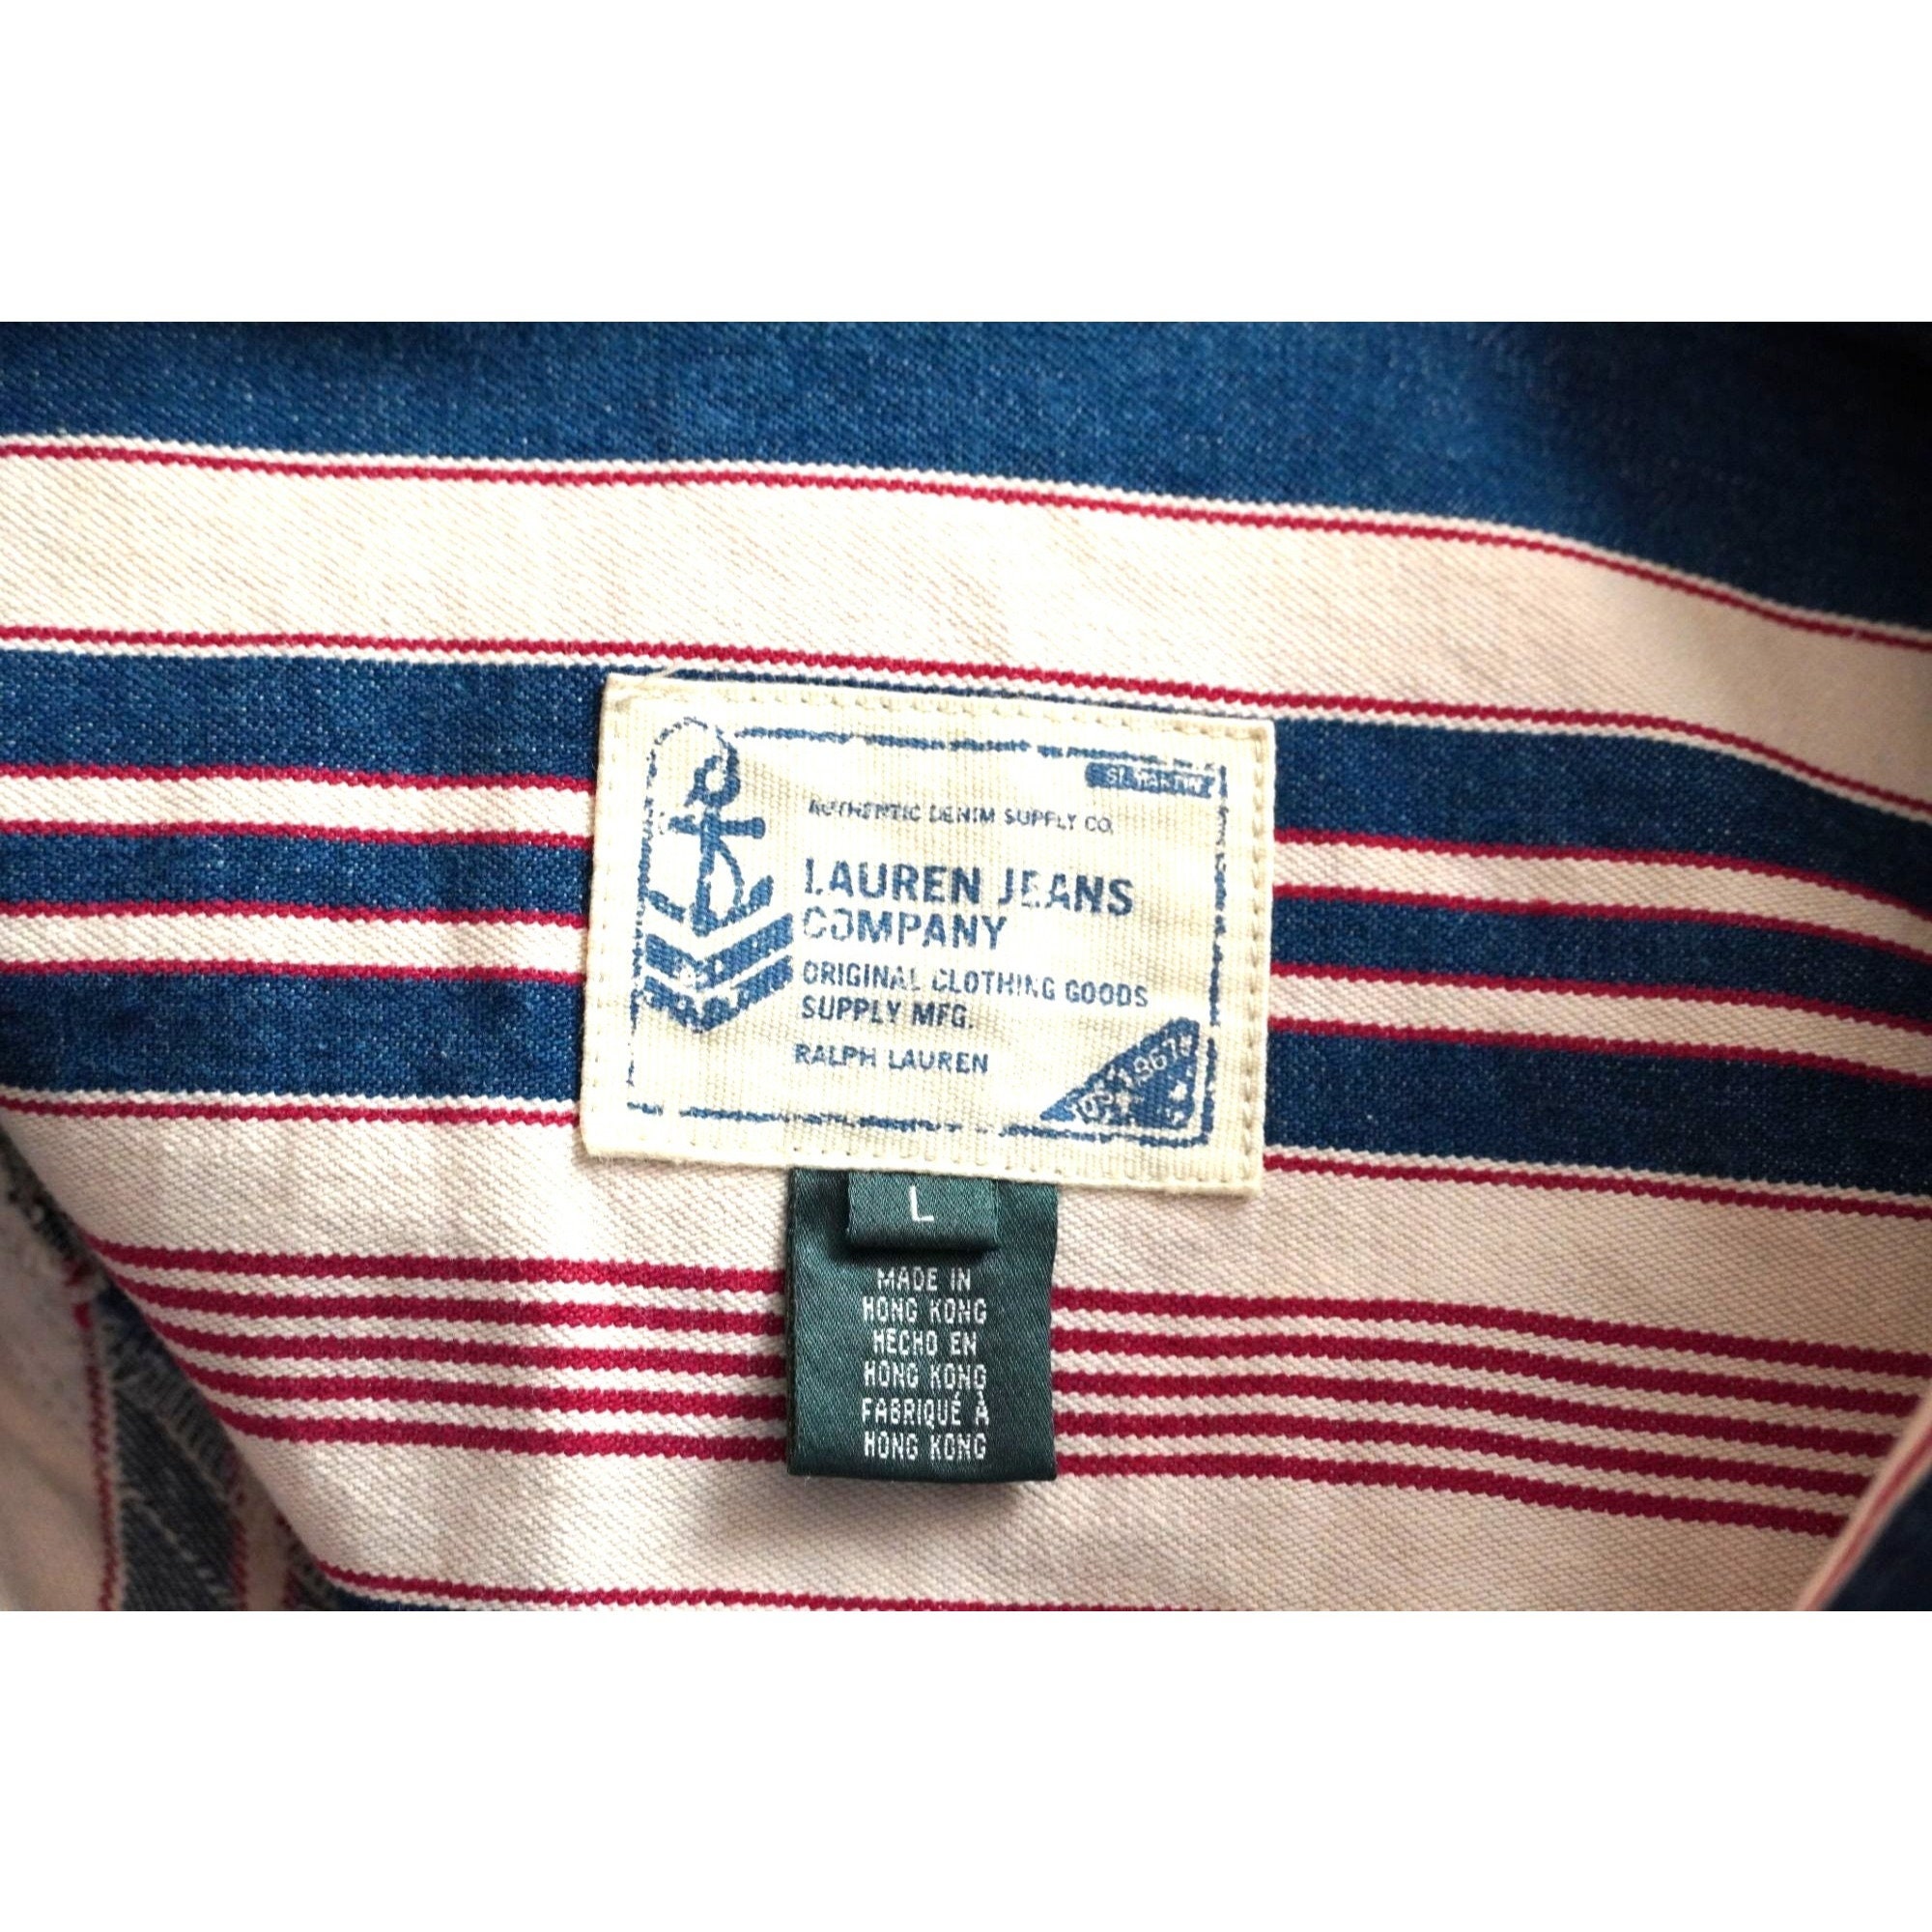 AUTHENTIC DENIM SUPPLY CO.
LAUREN JEANS
COMPANY
ORIGINAL CLOTHING GOODS
SUPPLY MFG.
RALPH LAUREN
1967
L
MADE IN
HONG KONG
HECHO EN
HONG KONG
FABRIQUÉ À
HONG KONG